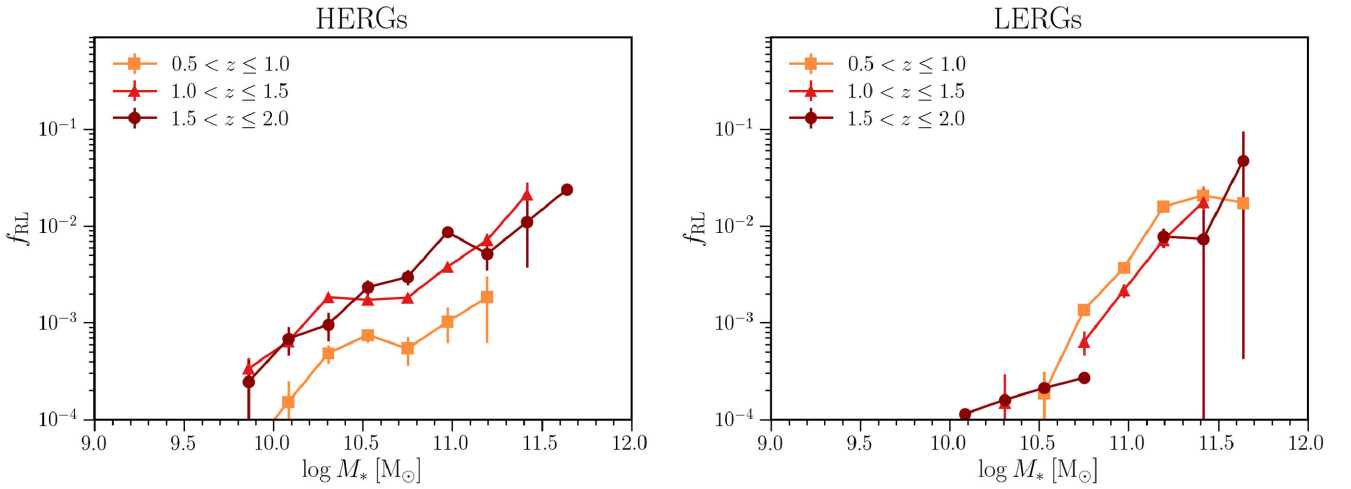 HERGs
0.5 < z ≤ 1.0
1.0 < z ≤ 1.5
1.5 < z ≤ 2.0
10⁻¹
10⁻²
10⁻³
10⁻⁴
f_RL
9.0 9.5 10.0 10.5 11.0 11.5 12.0
log M_* [M_⊙]
LERGs
0.5 < z ≤ 1.0
1.0 < z ≤ 1.5
1.5 < z ≤ 2.0
10⁻¹
10⁻²
10⁻³
10⁻⁴
f_RL
9.0 9.5 10.0 10.5 11.0 11.5 12.0
log M_* [M_⊙]